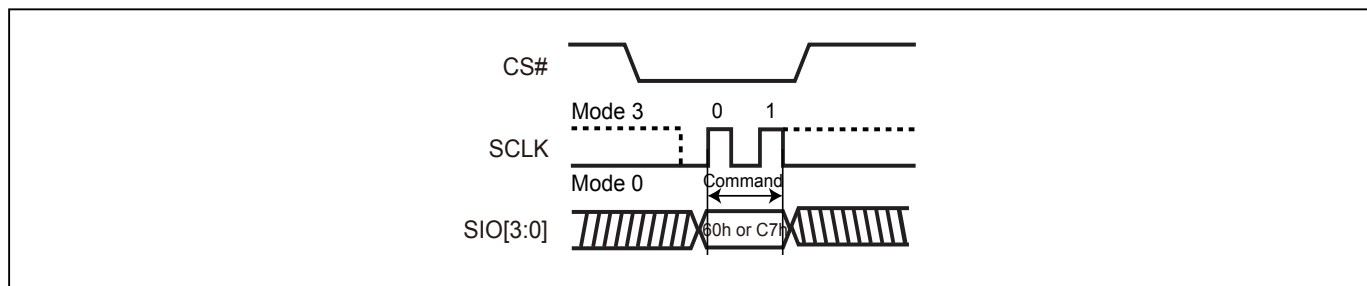 CS#
Mode 3 0 1
SCLK
Mode 0 Command
SIO[3:0] 60h or C7h